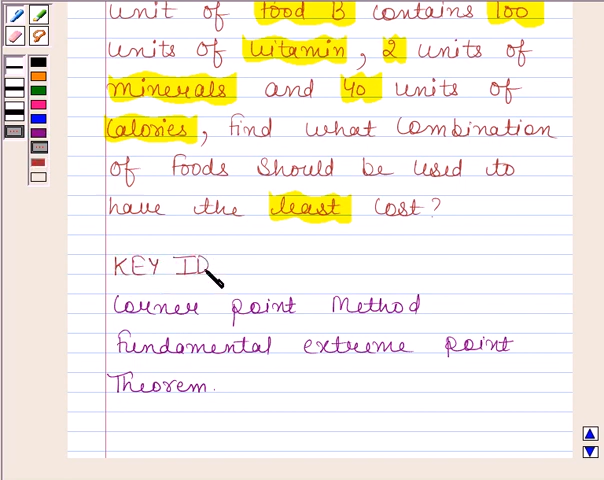 unit of food B contains 100
units of vitamin, 2 units of
minerals and 40 units of
calories, find what combination
of foods should be used to
have the least cost?
KEY ID
Corner point Method
Fundamental extreme point
Theorem.